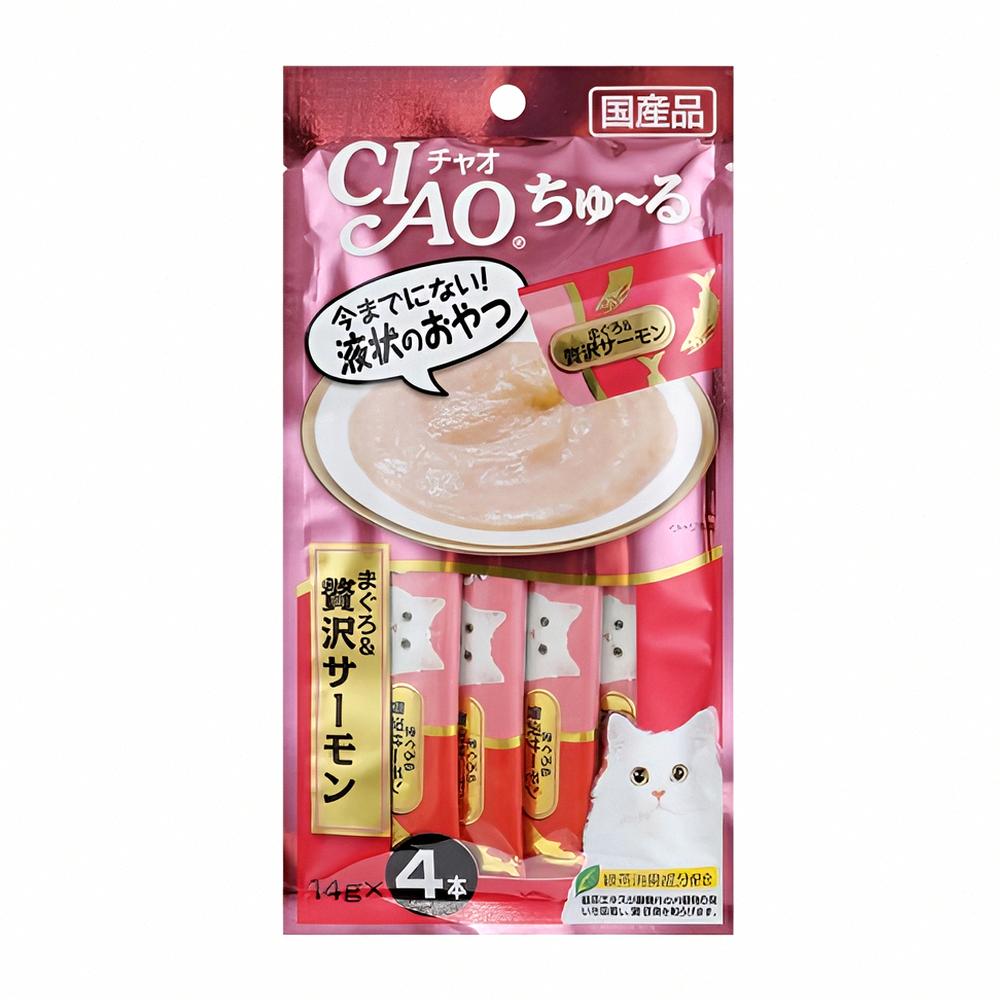 国産品
CIAO
チャオ
ちゅ～る
今までにない!
液状のおやつ
まぐろ&
贅沢サーモン
まぐろ&
贅沢サーモン
14g×4本